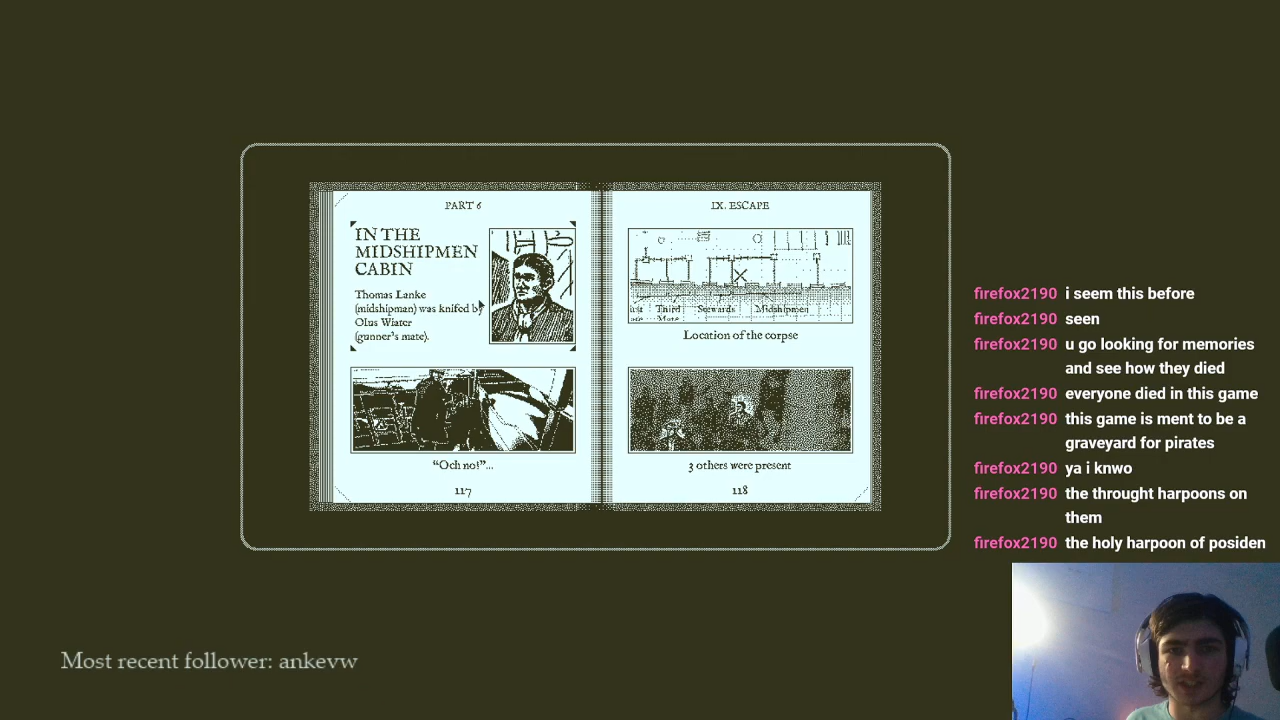 PART 6
IN THE
MIDSHIPMEN
CABIN
Thomas Lanke
(midshipman) was knifed by
Olus Wiater
(gunner's mate).
"Och no!"...
117
IX. ESCAPE
Third Stewards Midshipmen
Mate
Location of the corpse
3 others were present
118
firefox2190 i seem this before
firefox2190 seen
firefox2190 u go looking for memories
and see how they died
firefox2190 everyone died in this game
firefox2190 this game is ment to be a
graveyard for pirates
firefox2190 ya i knwo
firefox2190 the throught harpoons on
them
firefox2190 the holy harpoon of posiden
Most recent follower: ankevw